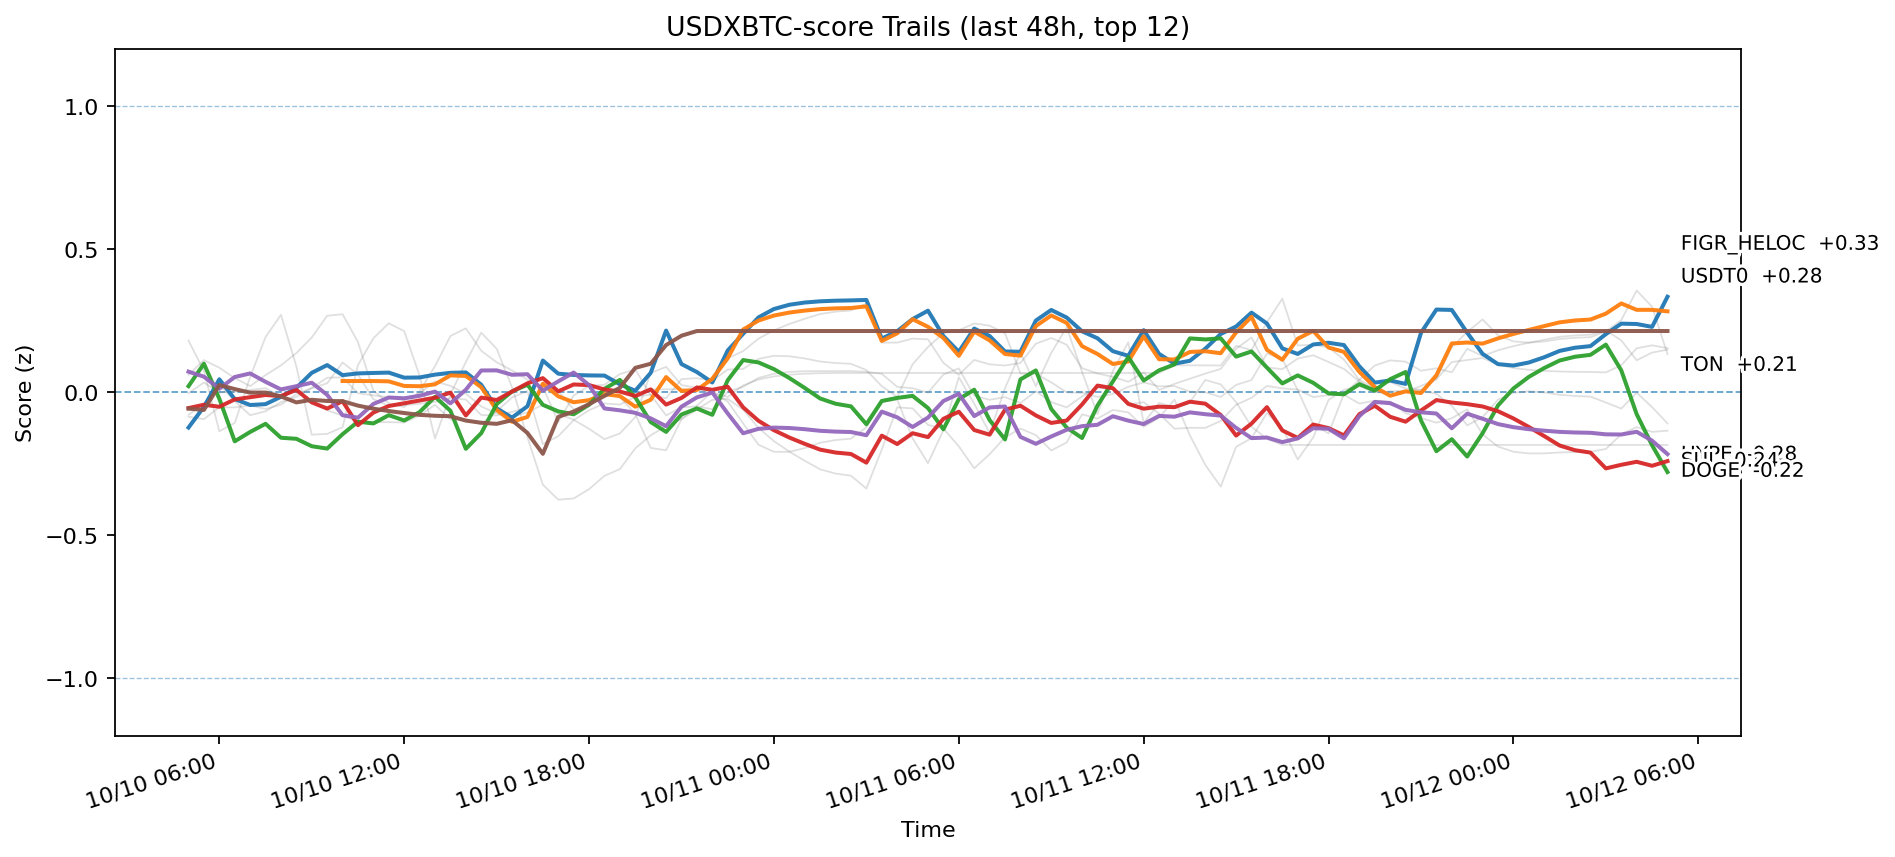 USDXBTC-score Trails (last 48h, top 12)
Score (z)
1.0
0.5
0.0
−0.5
−1.0
FIGR_HELOC +0.33
USDT0 +0.28
TON +0.21
DOGE -0.22
10/10 06:00
10/10 12:00
10/10 18:00
10/11 00:00
10/11 06:00
10/11 12:00
10/11 18:00
10/12 00:00
10/12 06:00
Time